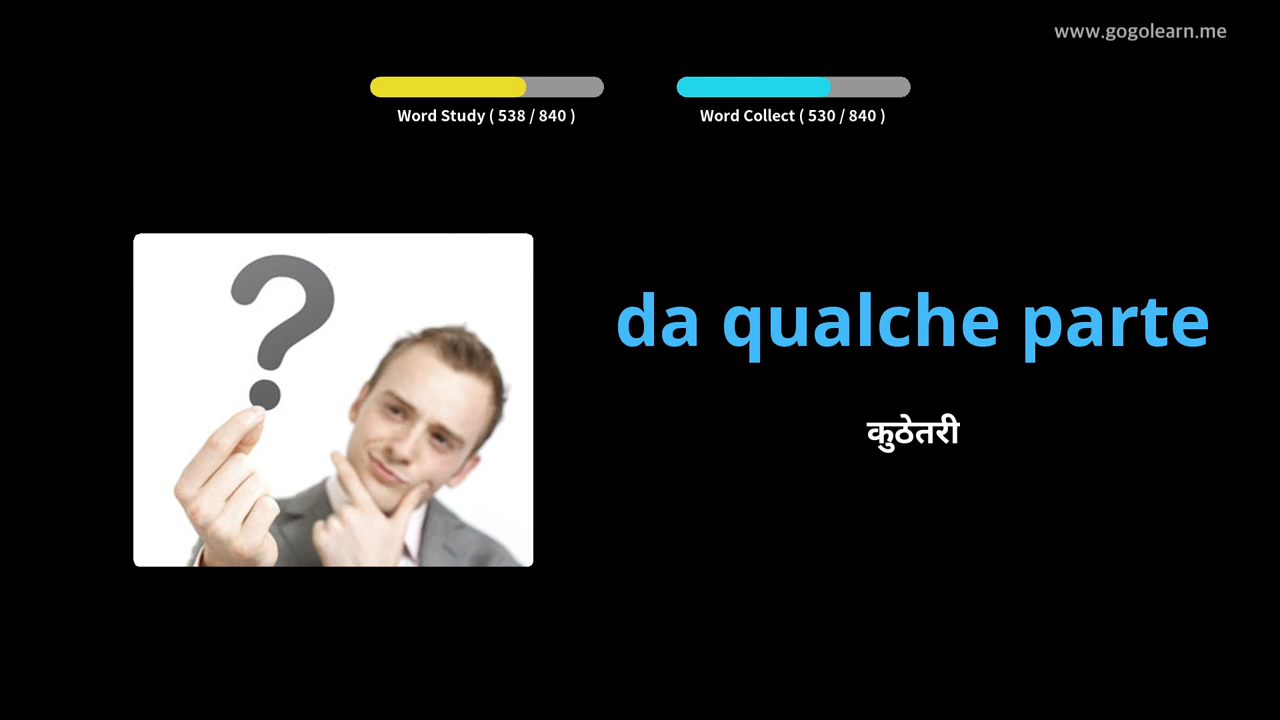 www.gogolearn.me
Word Study ( 538 / 840 )
Word Collect ( 530 / 840 )
da qualche parte
कुठेतरी